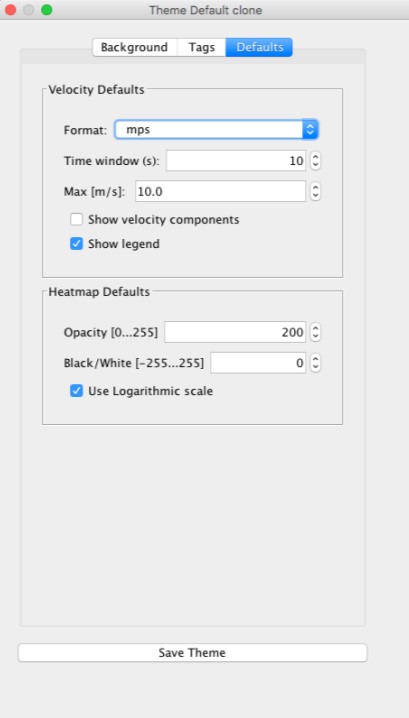 Theme Default clone
Background Tags Defaults
Velocity Defaults
Format: mps
Time window (s): 10
Max [m/s]: 10.0
Show velocity components
Show legend
Heatmap Defaults
Opacity [0...255] 200
Black/White [-255...255] 0
Use Logarithmic scale
Save Theme